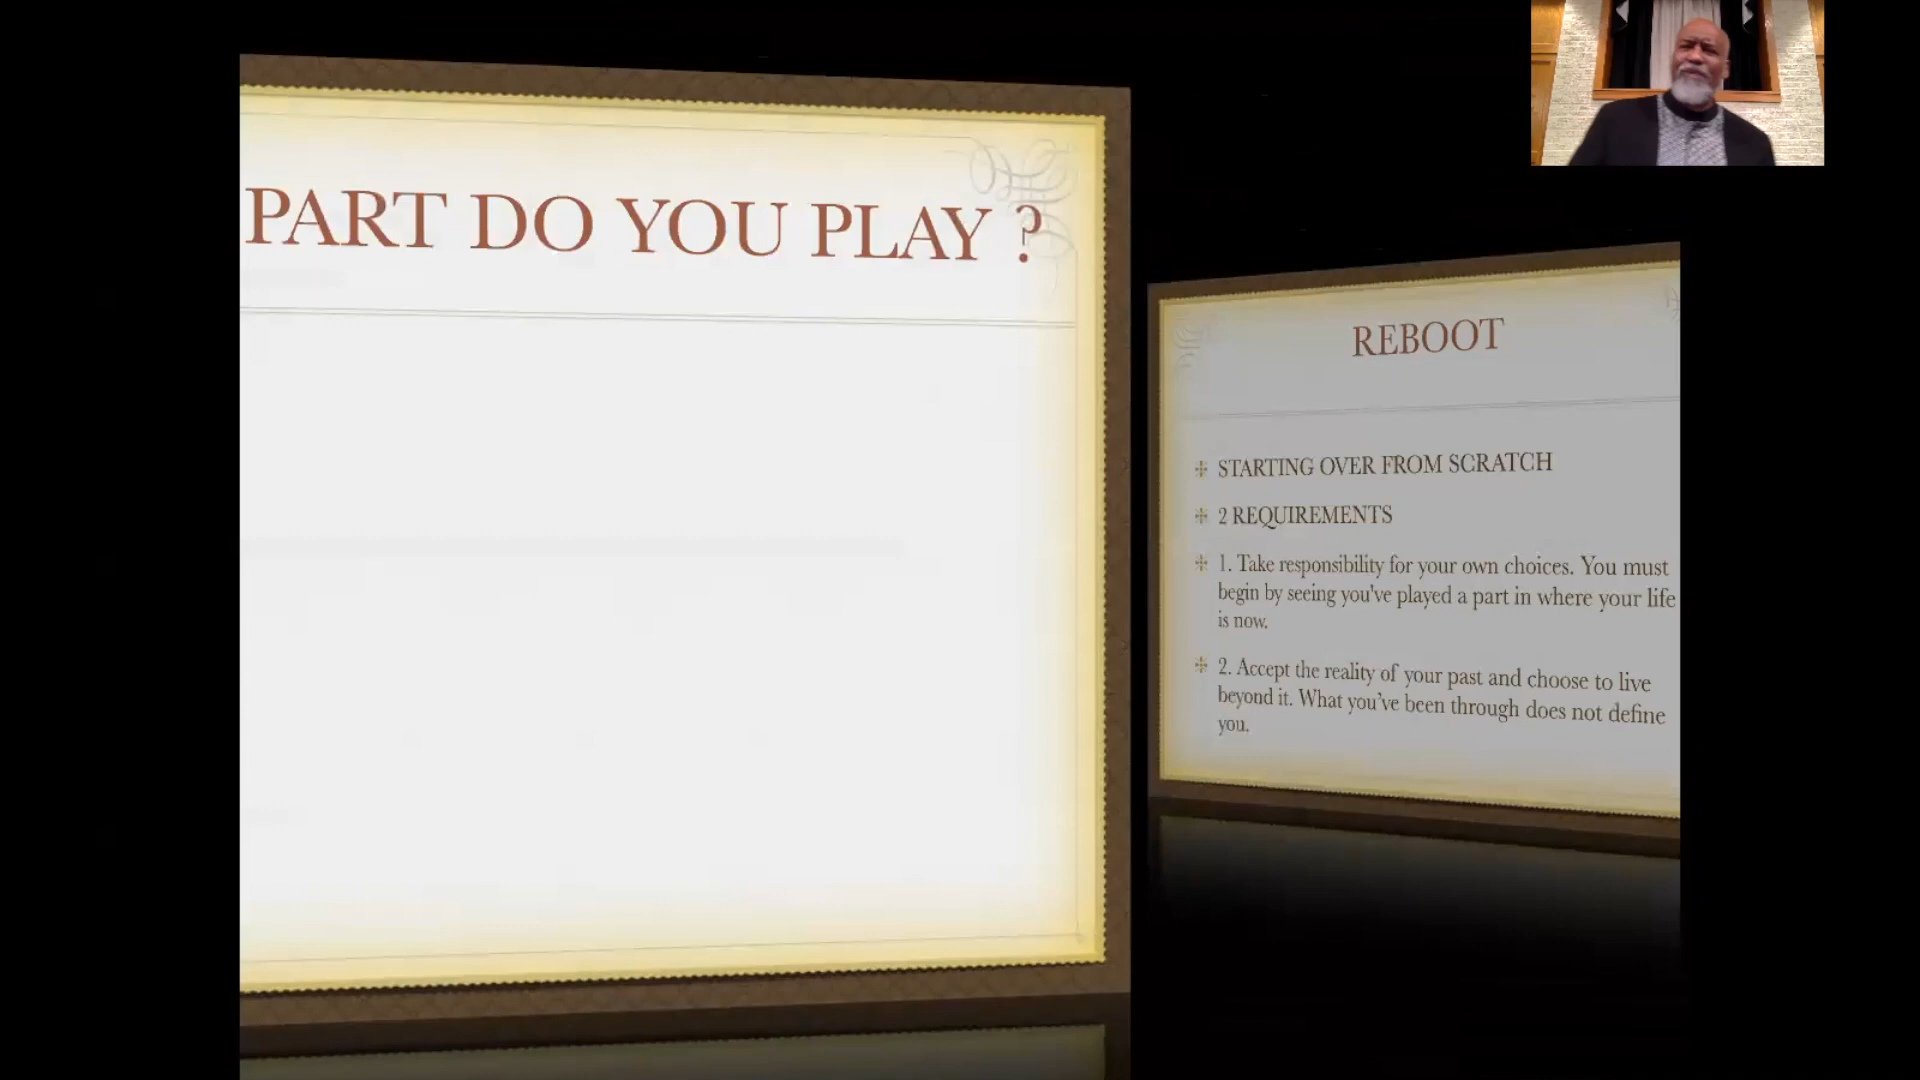 PART DO YOU PLAY ?
REBOOT
STARTING OVER FROM SCRATCH
2 REQUIREMENTS
1. Take responsibility for your own choices. You must
begin by seeing you've played a part in where your life
is now.
2. Accept the reality of your past and choose to live
beyond it. What you’ve been through does not define
you.